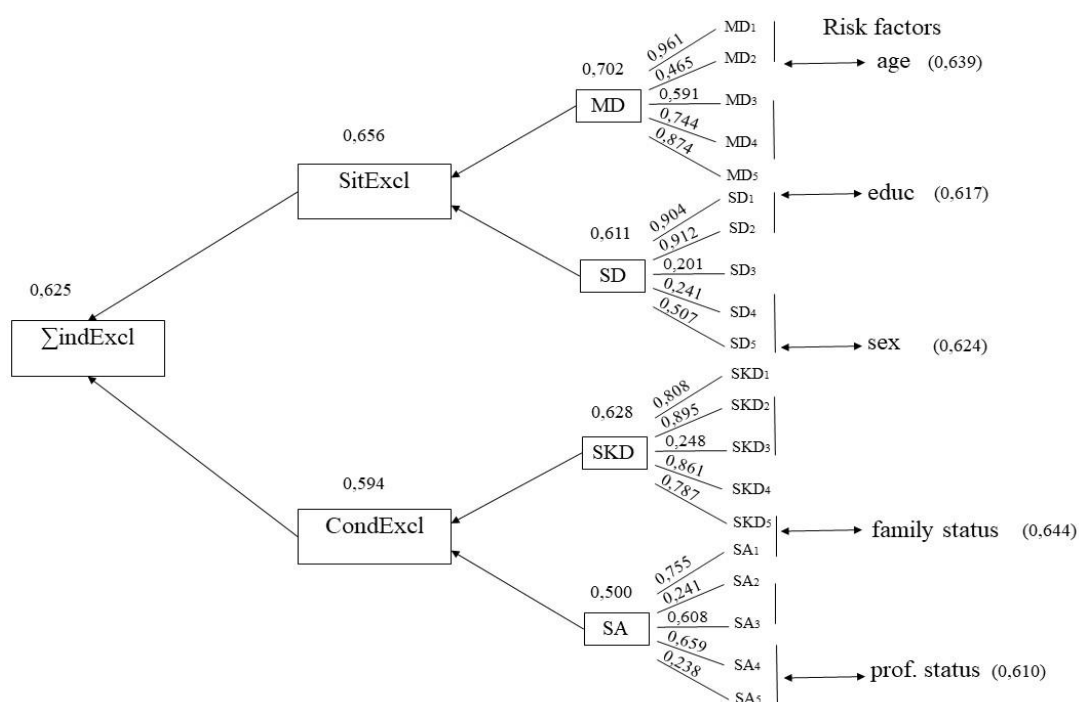 Risk factors
MD1
0,961
MD2
0,465
age (0,639)
0,702
MD
0,591
MD3
0,744
MD4
0,874
MD5
0,656
SitExcl
SD1
0,904
educ (0,617)
SD2
0,912
0,611
SD
0,201
SD3
0,241
SD4
0,507
SD5
sex (0,624)
0,625
∑indExcl
SKD1
0,808
SKD2
0,895
0,628
SKD
0,248
SKD3
0,861
SKD4
0,787
SKD5
family status (0,644)
0,594
CondExcl
SA1
0,755
SA2
0,241
0,500
SA
0,608
SA3
0,659
SA4
0,238
SA5
prof. status (0,610)